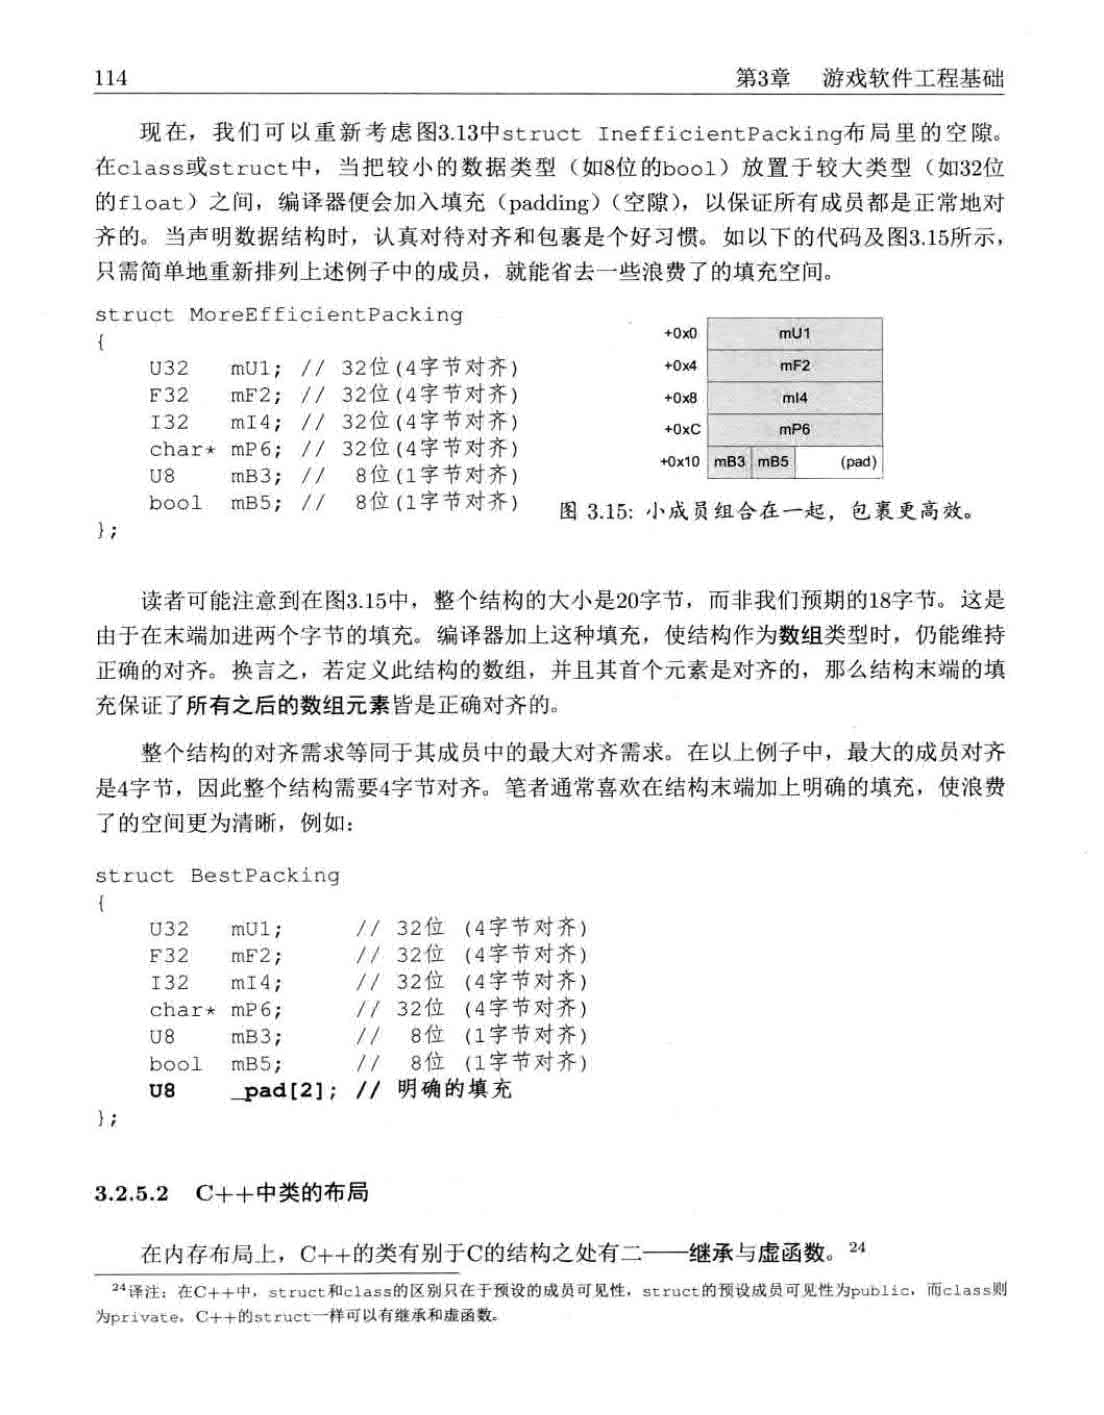 114 第3章 游戏软件工程基础
现在，我们可以重新考虑图3.13中struct InefficientPacking布局里的空隙。
在class或struct中，当把较小的数据类型（如8位的bool）放置于较大类型（如32位
的float）之间，编译器便会加入填充（padding）（空隙），以保证所有成员都是正常地对
齐的。当声明数据结构时，认真对待对齐和包裹是个好习惯。如以下的代码及图3.15所示，
只需简单地重新排列上述例子中的成员，就能省去一些浪费了的填充空间。
struct MoreEfficientPacking
{
U32 mU1; // 32位(4字节对齐)
F32 mF2; // 32位(4字节对齐)
I32 mI4; // 32位(4字节对齐)
char* mP6; // 32位(4字节对齐)
U8 mB3; // 8位(1字节对齐)
bool mB5; // 8位(1字节对齐)
};
+0x0 mU1
+0x4 mF2
+0x8 mI4
+0xC mP6
+0x10 mB3 mB5 (pad)
图 3.15: 小成员组合在一起，包裹更高效。
读者可能注意到在图3.15中，整个结构的大小是20字节，而非我们预期的18字节。这是
由于在末端加进两个字节的填充。编译器加上这种填充，使结构作为数组类型时，仍能维持
正确的对齐。换言之，若定义此结构的数组，并且其首个元素是对齐的，那么结构末端的填
充保证了所有之后的数组元素皆是正确对齐的。
整个结构的对齐需求等同于其成员中的最大对齐需求。在以上例子中，最大的成员对齐
是4字节，因此整个结构需要4字节对齐。笔者通常喜欢在结构末端加上明确的填充，使浪费
了的空间更为清晰，例如：
struct BestPacking
{
U32 mU1; // 32位 (4字节对齐)
F32 mF2; // 32位 (4字节对齐)
I32 mI4; // 32位 (4字节对齐)
char* mP6; // 32位 (4字节对齐)
U8 mB3; // 8位 (1字节对齐)
bool mB5; // 8位 (1字节对齐)
U8 _pad[2]; // 明确的填充
};
3.2.5.2 C++中类的布局
在内存布局上，C++的类有别于C的结构之处有二——继承与虚函数。24
24译注：在C++中，struct和class的区别只在于预设的成员可见性，struct的预设成员可见性为public，而class则
为private。C++的struct一样可以有继承和虚函数。